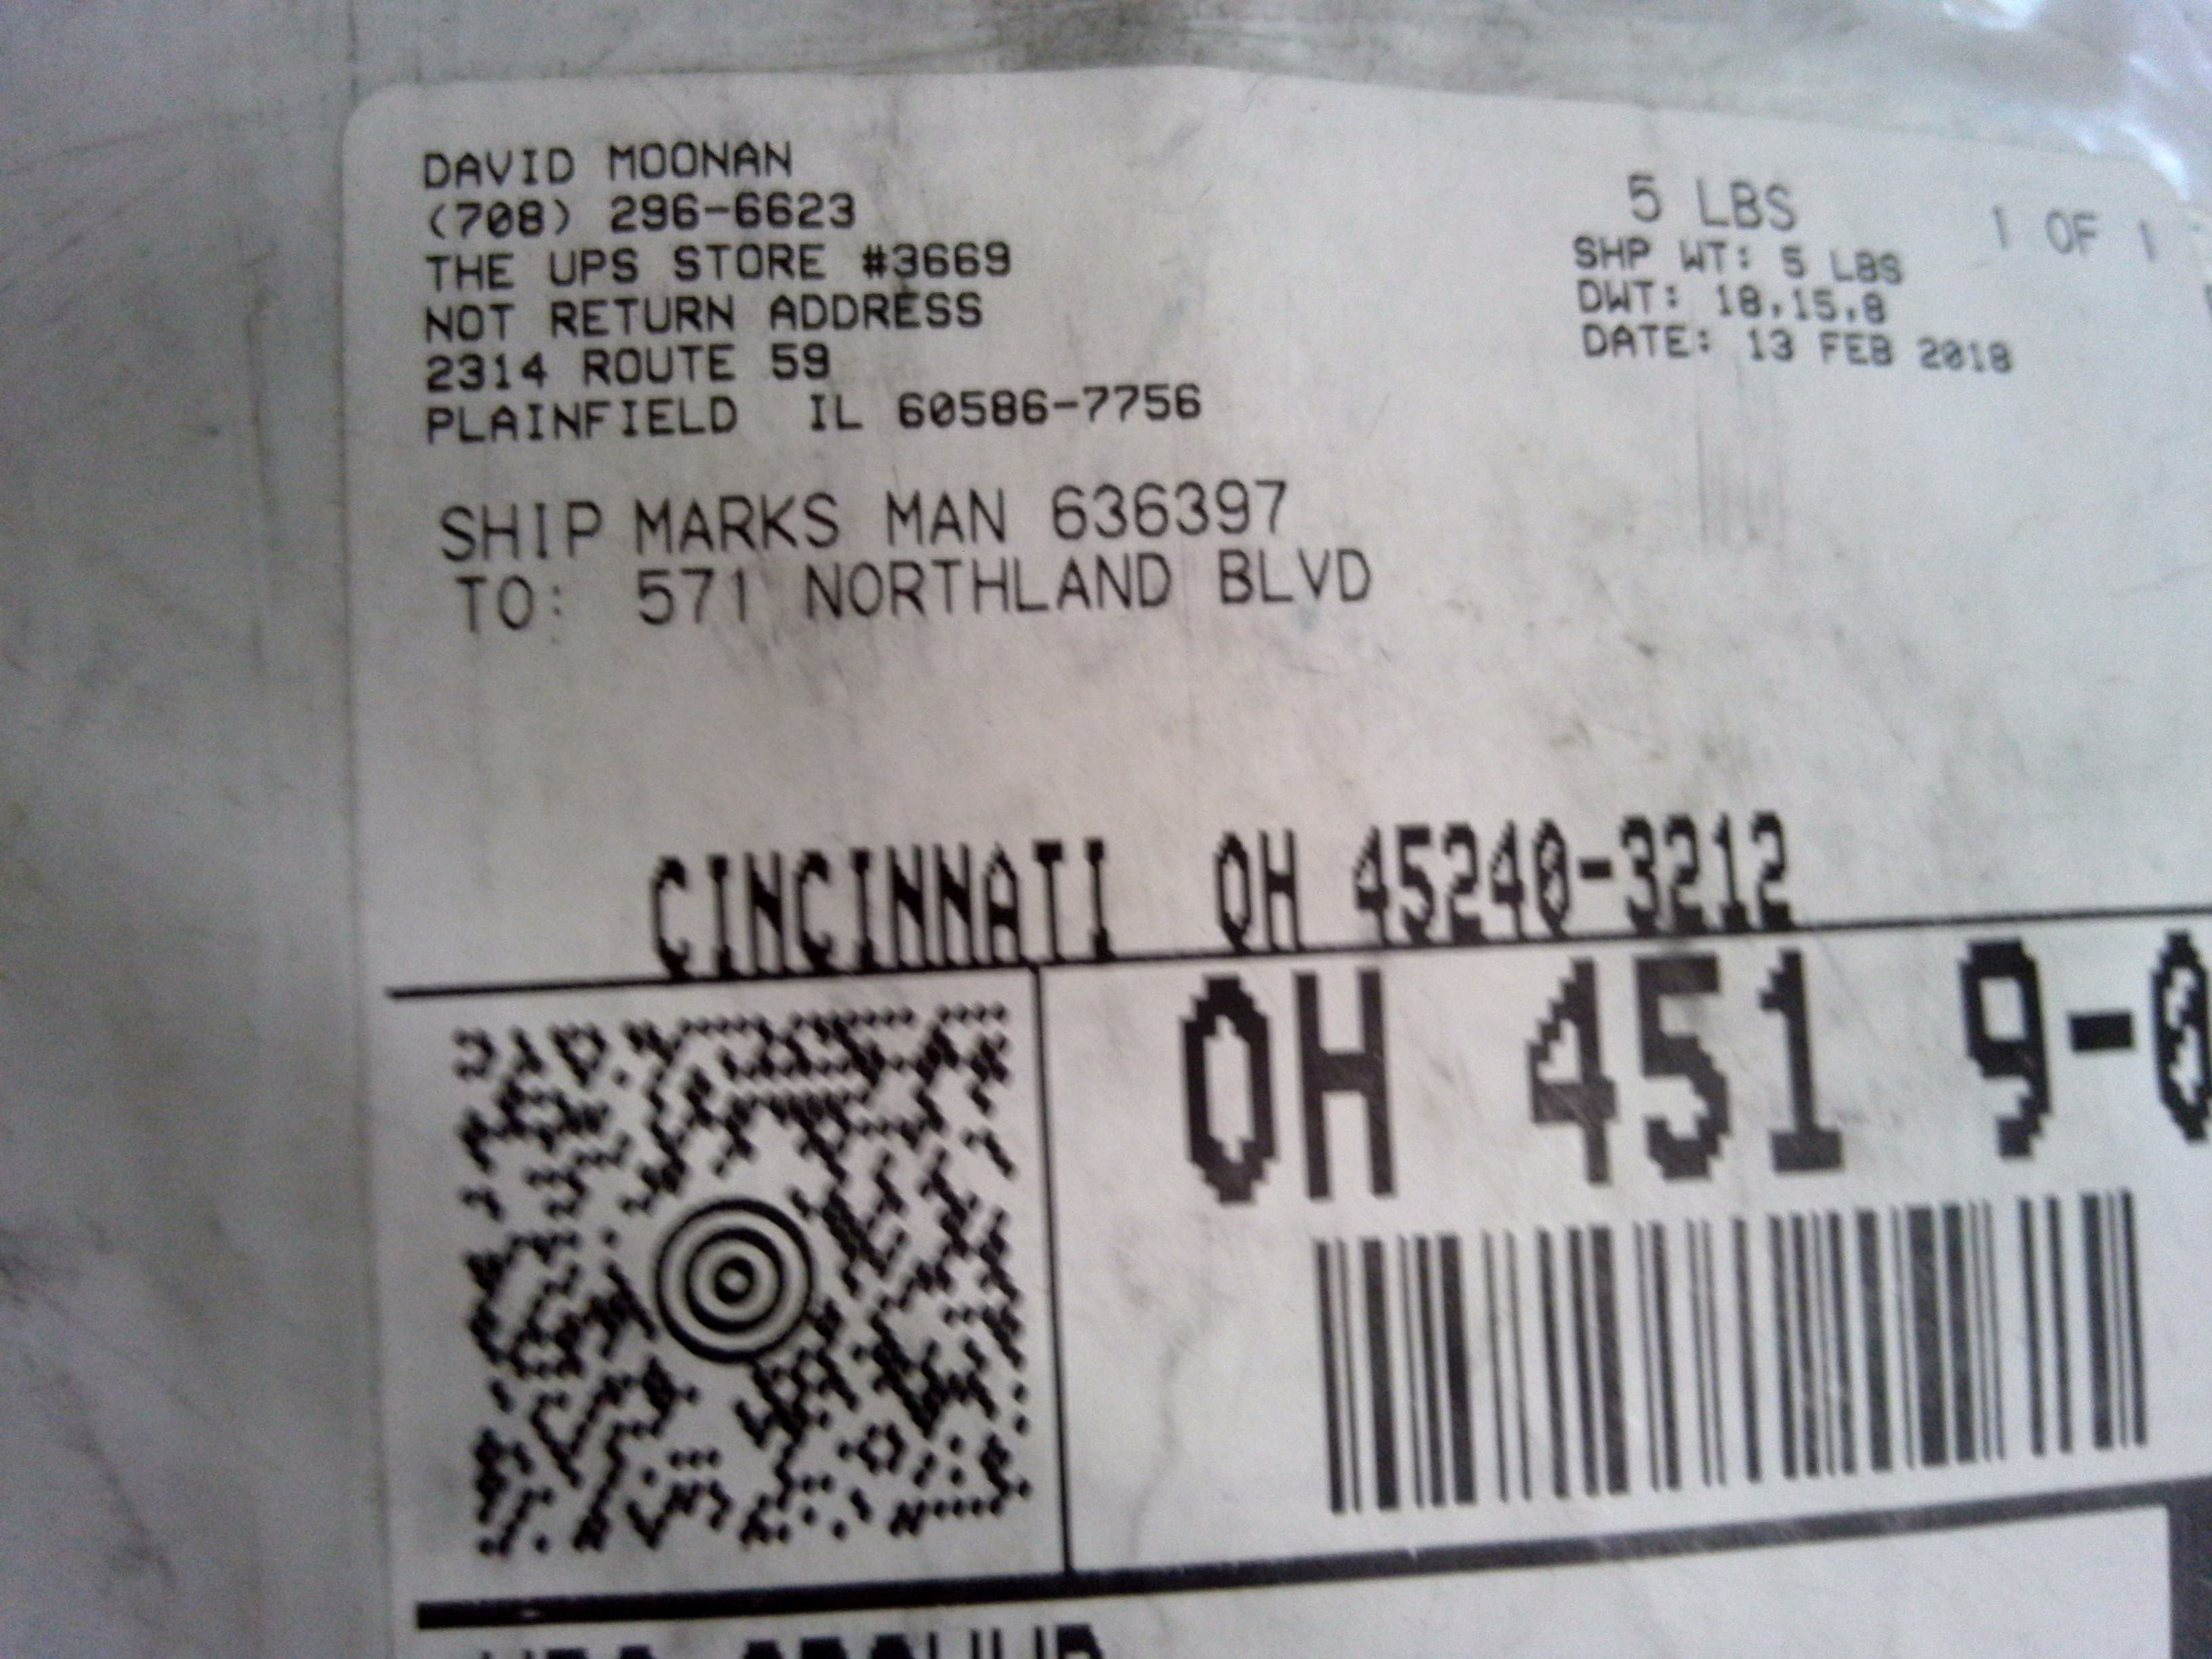 DAVID MOONAN
(708) 296-6623
THE UPS STORE #3669
NOT RETURN ADDRESS
2314 ROUTE 59
PLAINFIELD IL 60586-7756
5 LBS 1 OF 1
SHP WT: 5 LBS
DWT: 18,15,8
DATE: 13 FEB 2018
SHIP MARKS MAN 636397
TO: 571 NORTHLAND BLVD
CINCINNATI OH 45240-3212
OH 451 9-0